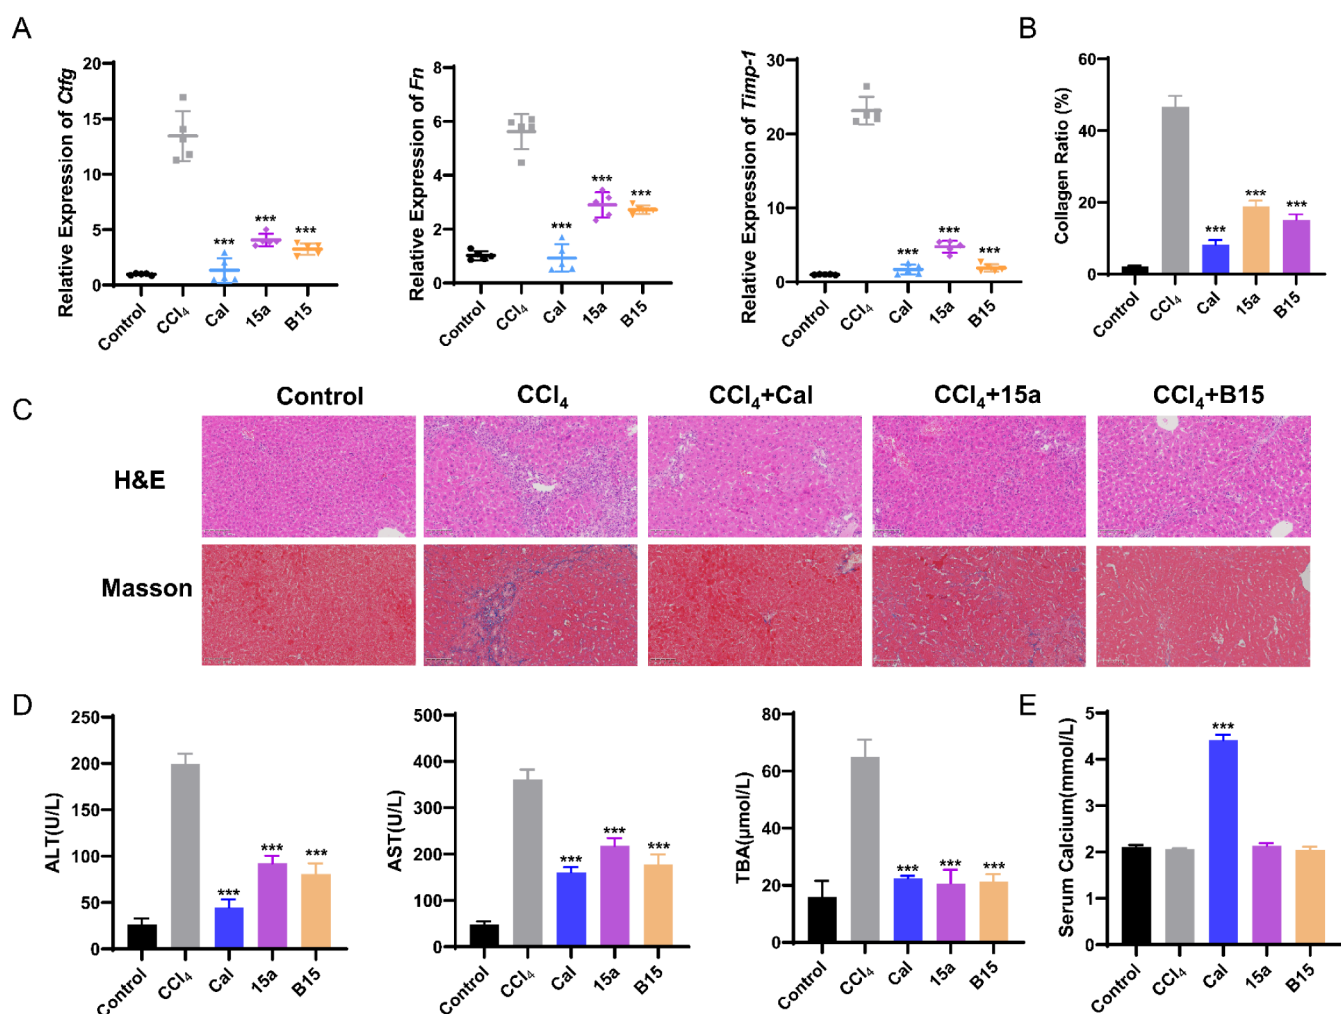 A
Relative Expression of Ctfg
20
15
10
5
0
***
***
***
Control
CCl₄
Cal
15a
B15
Relative Expression of Fn
8
6
4
2
0
***
***
***
Control
CCl₄
Cal
15a
B15
Relative Expression of Timp-1
30
20
10
0
***
***
***
Control
CCl₄
Cal
15a
B15
B
Collagen Ratio (%)
60
40
20
0
***
***
***
Control
CCl₄
Cal
15a
B15
C
Control
CCl₄
CCl₄+Cal
CCl₄+15a
CCl₄+B15
H&E
Masson
D
ALT(U/L)
250
200
150
100
50
0
***
***
***
Control
CCl₄
Cal
15a
B15
AST(U/L)
500
400
300
200
100
0
***
***
***
Control
CCl₄
Cal
15a
B15
TBA(μmol/L)
80
60
40
20
0
***
***
***
Control
CCl₄
Cal
15a
B15
E
Serum Calcium(mmol/L)
5
4
3
2
1
0
***
Control
CCl₄
Cal
15a
B15